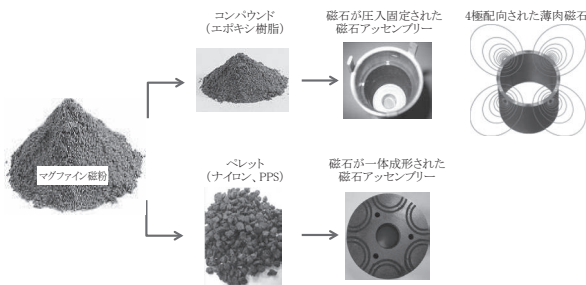 コンパウンド
(エポキシ樹脂)
磁石が圧入固定された
磁石アッセンブリー
4極配向された薄肉磁石
マグファイン磁粉
ペレット
(ナイロン、PPS)
磁石が一体成形された
磁石アッセンブリー